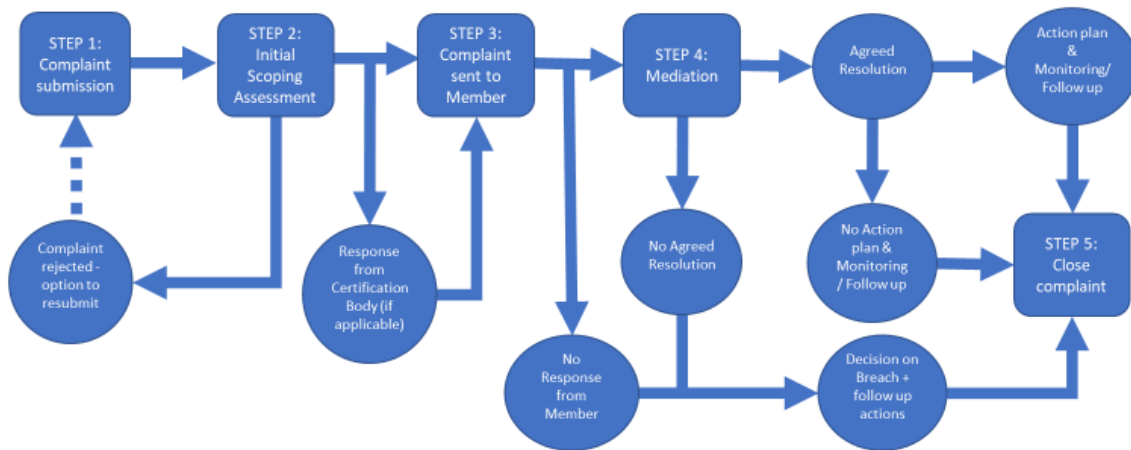 STEP 1:
Complaint
submission
STEP 2:
Initial
Scoping
Assessment
STEP 3:
Complaint
sent to
Member
STEP 4:
Mediation
Agreed
Resolution
Action plan
&
Monitoring/
Follow up
Complaint
rejected -
option to
resubmit
Response
from
Certification
Body (if
applicable)
No Agreed
Resolution
No Action
plan &
Monitoring
/ Follow up
STEP 5:
Close
complaint
No
Response
from
Member
Decision on
Breach +
follow up
actions